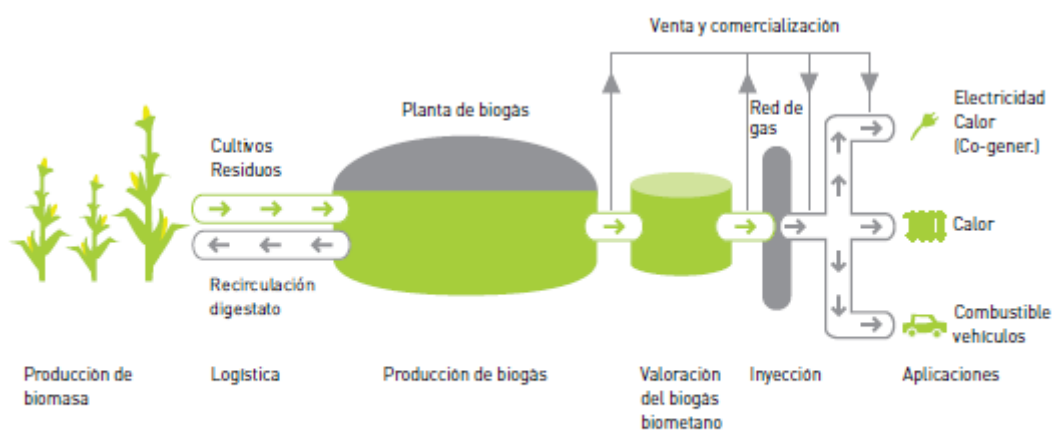 Venta y comercialización
Planta de biogás
Red de
gas
Electricidad
Calor
(Co-gener.)
Cultivos
Residuos
Calor
Recirculación
digestato
Combustible
vehículos
Producción de
biomasa
Logística
Producción de biogás
Valoración
del biogás
biometano
Inyección
Aplicaciones